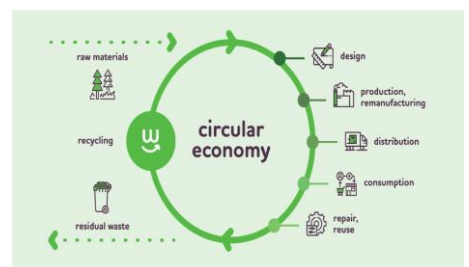 raw materials
recycling
residual waste
circular
economy
design
production,
remanufacturing
distribution
consumption
repair,
reuse